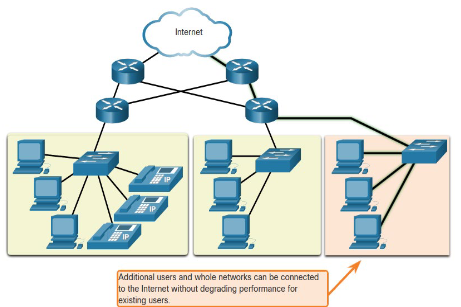 Internet
IP
IP
IP
Additional users and whole networks can be connected
to the Internet without degrading performance for
existing users.